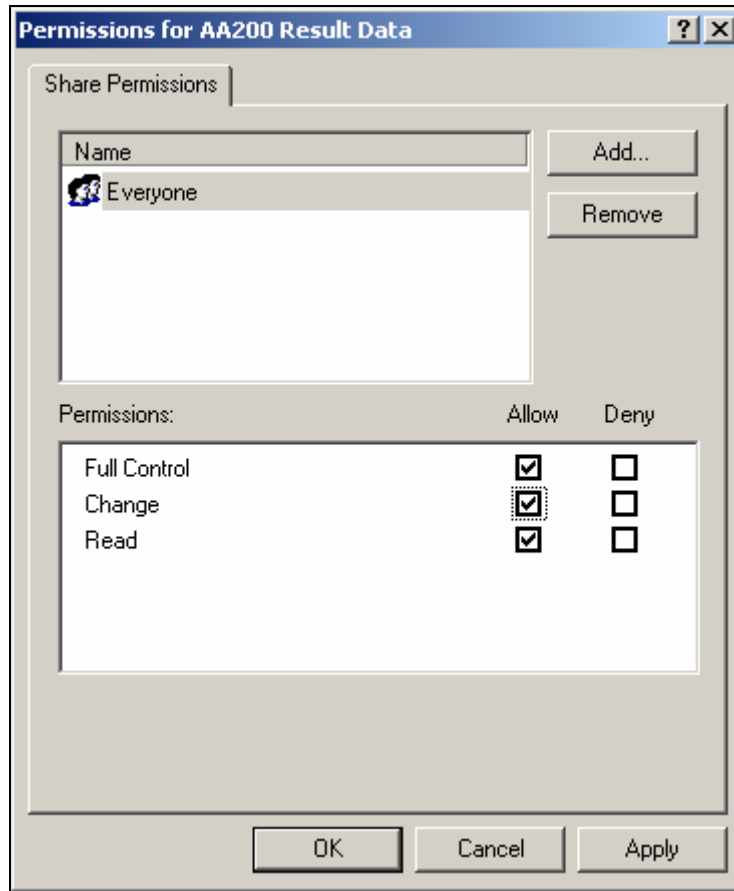 Permissions for AA200 Result Data
Share Permissions
Name
Add...
Everyone
Remove
Permissions: Allow Deny
Full Control
Change
Read
OK Cancel Apply